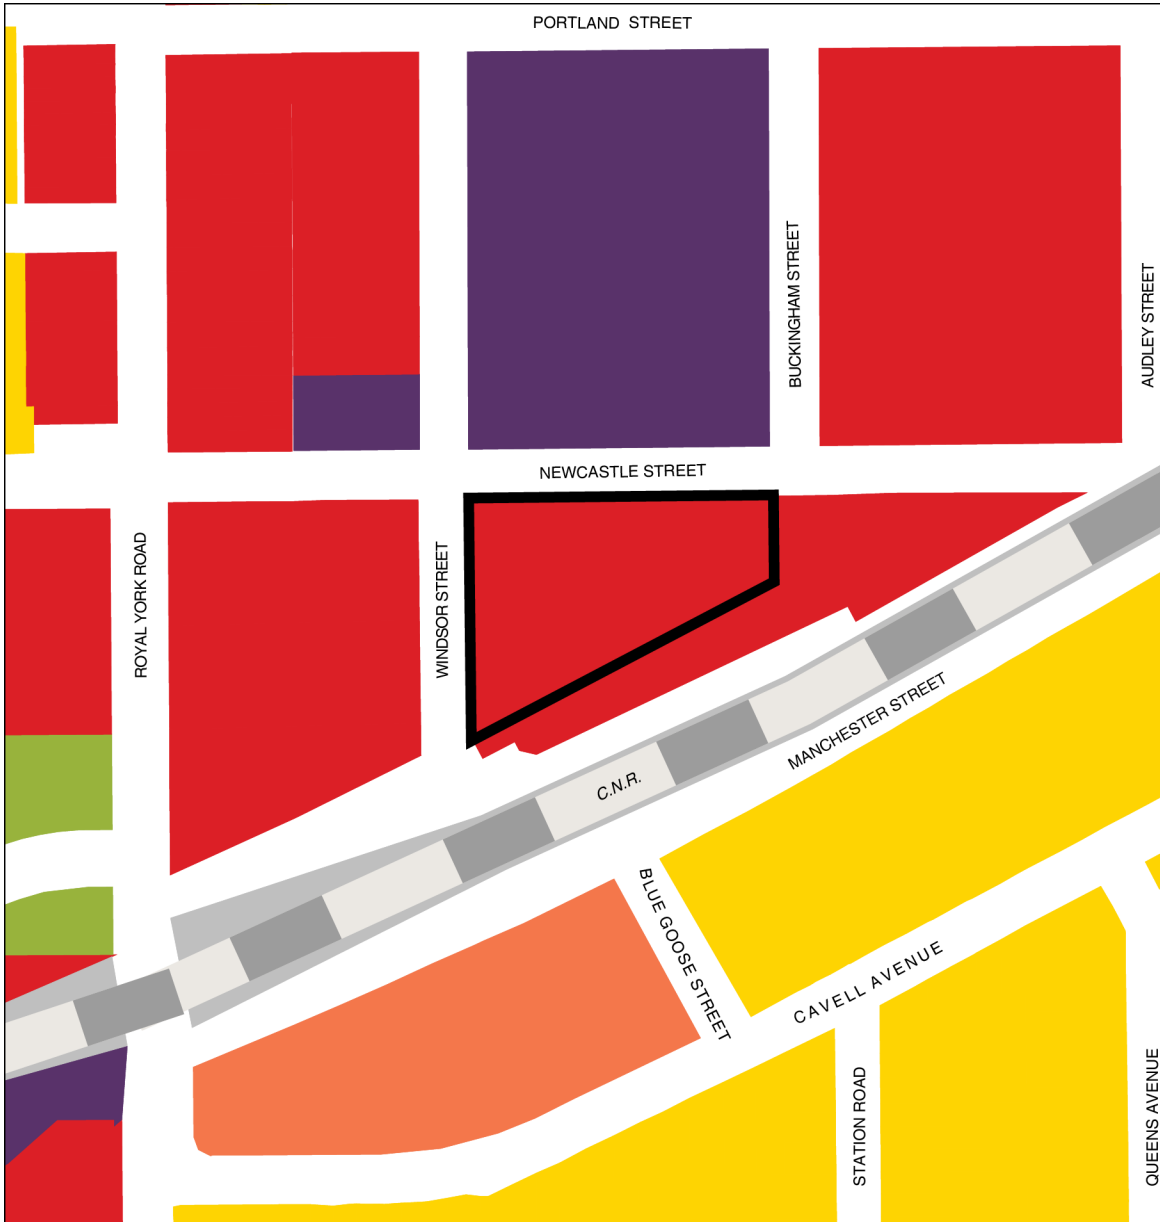 PORTLAND STREET
BUCKINGHAM STREET
AUDLEY STREET
NEWCASTLE STREET
ROYAL YORK ROAD
WINDSOR STREET
MANCHESTER STREET
C.N.R.
BLUE GOOSE STREET
CAVELL AVENUE
STATION ROAD
QUEENS AVENUE